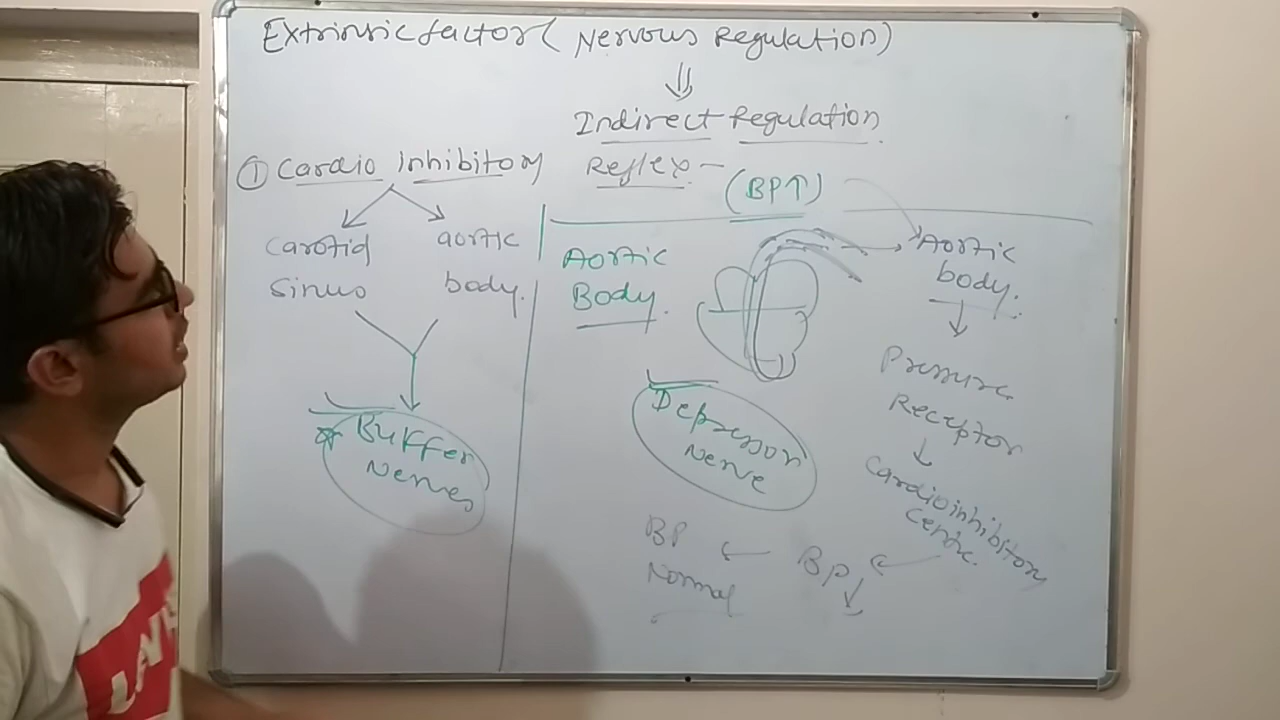 Extrinsic factor ( Nervous Regulation)
⇓
Indirect Regulation
① Cardio inhibitory Reflex -
(BP↑)
Carotid Sinus
aortic body.
* Buffer
Nerves
Aortic
Body
Depressor
Nerve
Aortic
body.
↓
Pressure
Receptor
↓
Cardioinhibitory
Centre.
BP ↓
BP
Normal